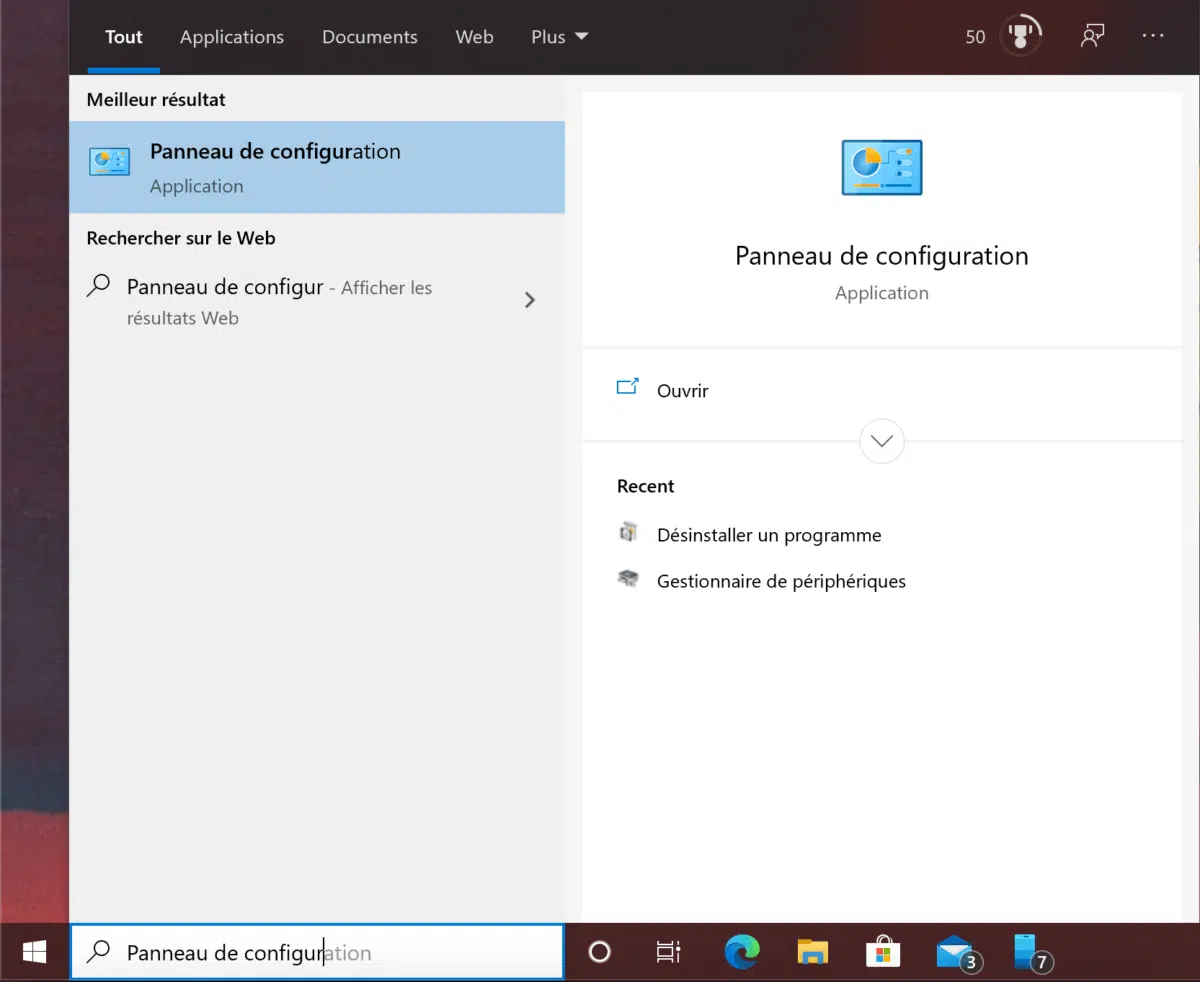 Tout Applications Documents Web Plus 50
Meilleur résultat
Panneau de configuration
Application
Rechercher sur le Web
Panneau de configur - Afficher les
résultats Web
Panneau de configuration
Application
Ouvrir
Recent
Désinstaller un programme
Gestionnaire de périphériques
Panneau de configuration
3
7